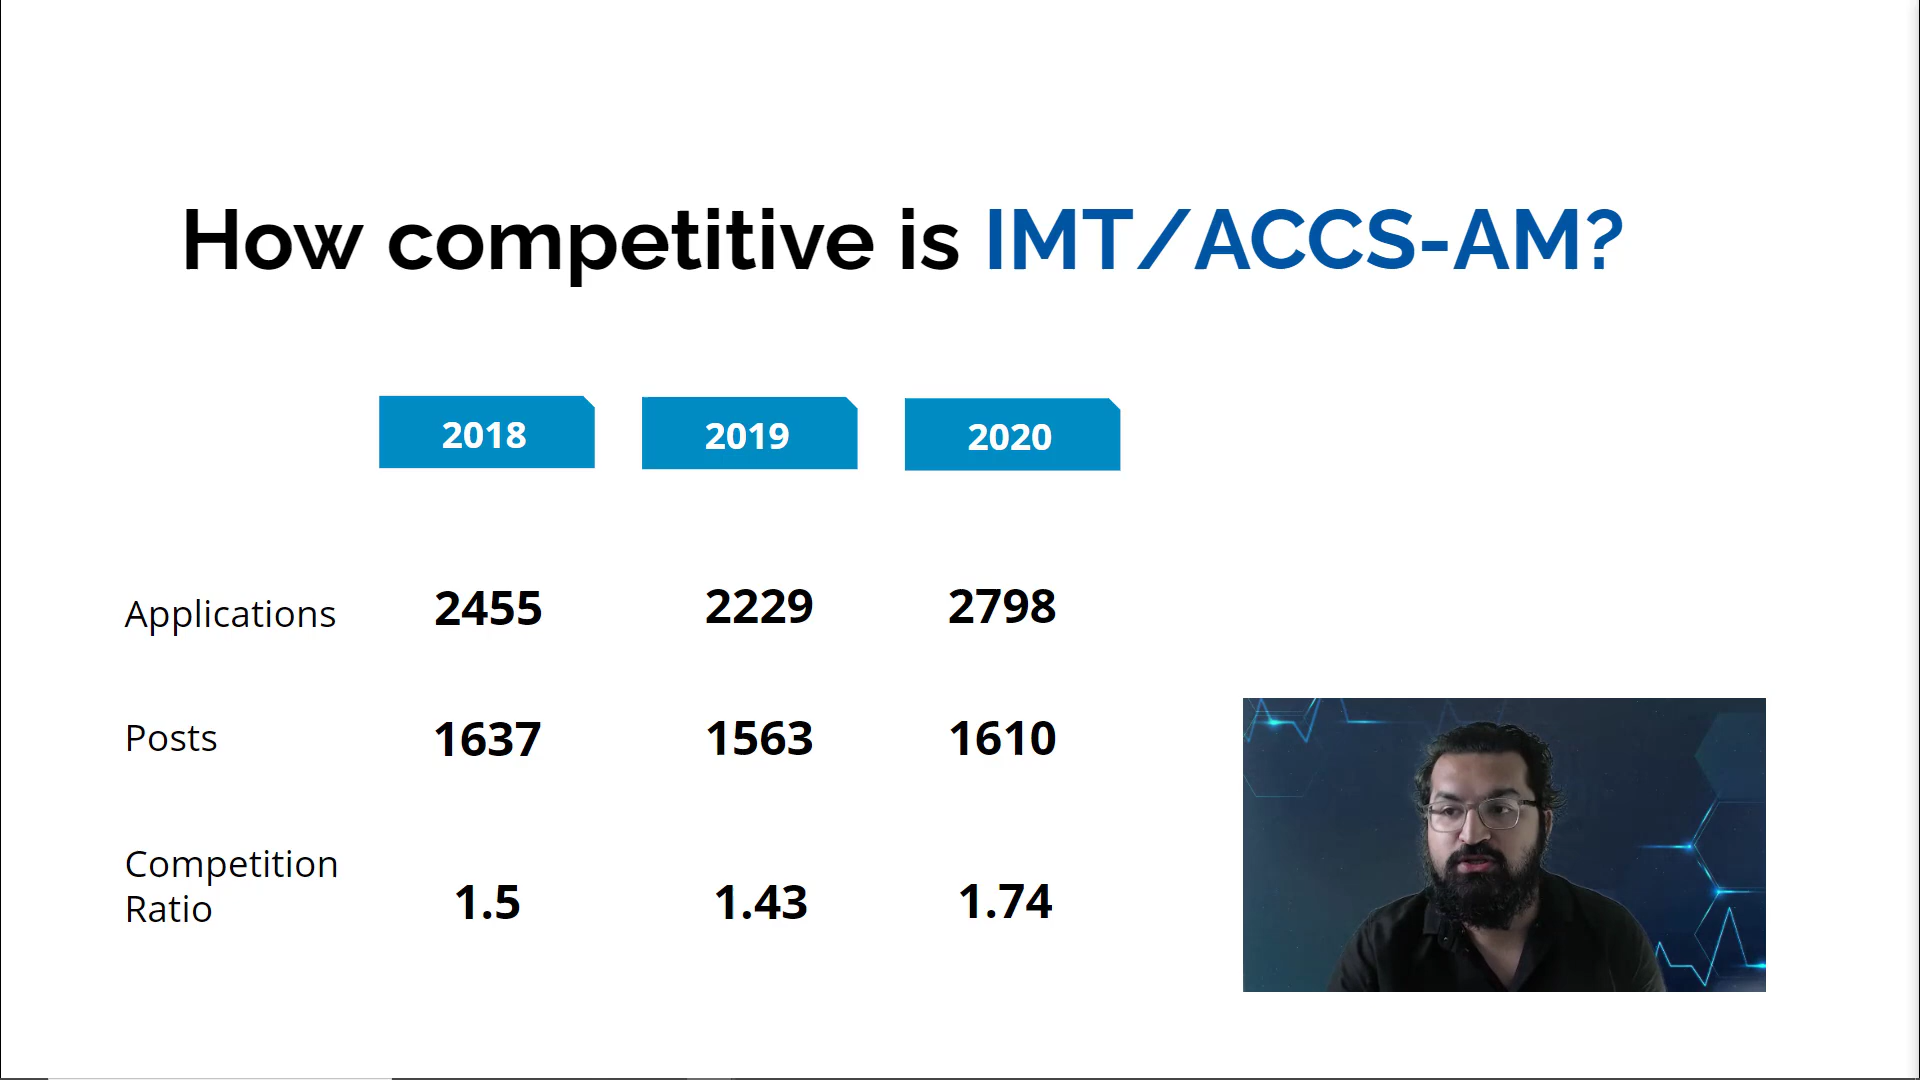 How competitive is IMT/ACCS-AM?
2018 2019 2020
Applications 2455 2229 2798
Posts 1637 1563 1610
Competition
Ratio 1.5 1.43 1.74